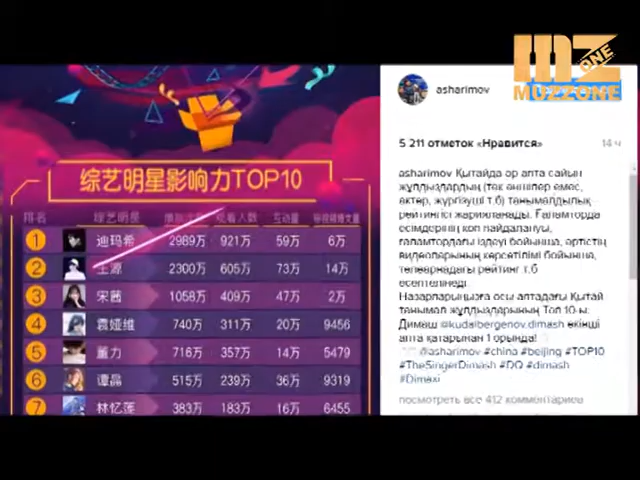 MZ ONE
MUZZONE
asharimov
5 211 отметок «Нравится»
14 ч
综艺明星影响力TOP10
排名 综艺明星 观看人数 互动量
1 迪玛希 2989万 921万 59万 6万
2 王源 2300万 605万 73万 14万
3 宋茜 1058万 409万 47万 2万
4 袁娅维 740万 311万 20万 9456
5 董力 716万 357万 14万 5479
6 谭晶 515万 239万 36万 9319
7 林忆莲 383万 183万 16万 6455
asharimov Қытайда әр апта сайын
жұлдыздардың (тек әншілер емес,
актер, жүргізуші т.б) танымалдылық
рейтингісі жарияланады. Ғаламторда
есімдерінің көп пайдалануы,
ғаламтордағы іздеуі бойынша, әртістің
видеоларының көрсетілімі бойынша,
телеарнадағы рейтинг т.б
есептелінеді
Назарларыңызға осы аптадағы Қытай
танымал жұлдыздарының Топ 10-ы:
Димаш @kudaibergenov.dimash екінші
апта қатарынан 1 орында!
@asharimov #china #beijing #TOP10
#TheSingerDimash #DQ #dimash
#Dimaxi
посмотреть все 412 комментариев